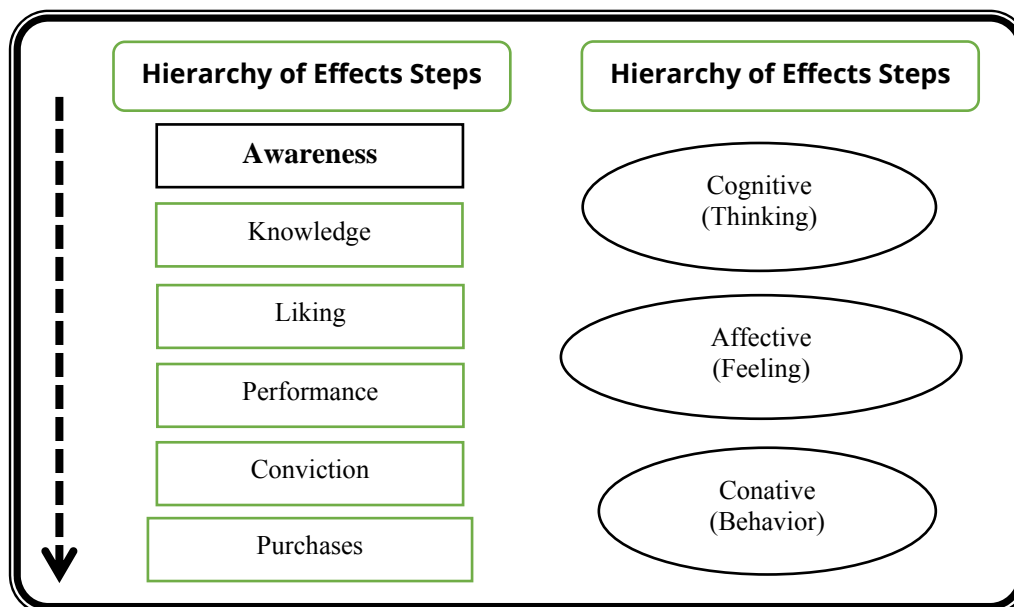 Hierarchy of Effects Steps
Awareness
Knowledge
Liking
Performance
Conviction
Purchases
Hierarchy of Effects Steps
Cognitive
(Thinking)
Affective
(Feeling)
Conative
(Behavior)